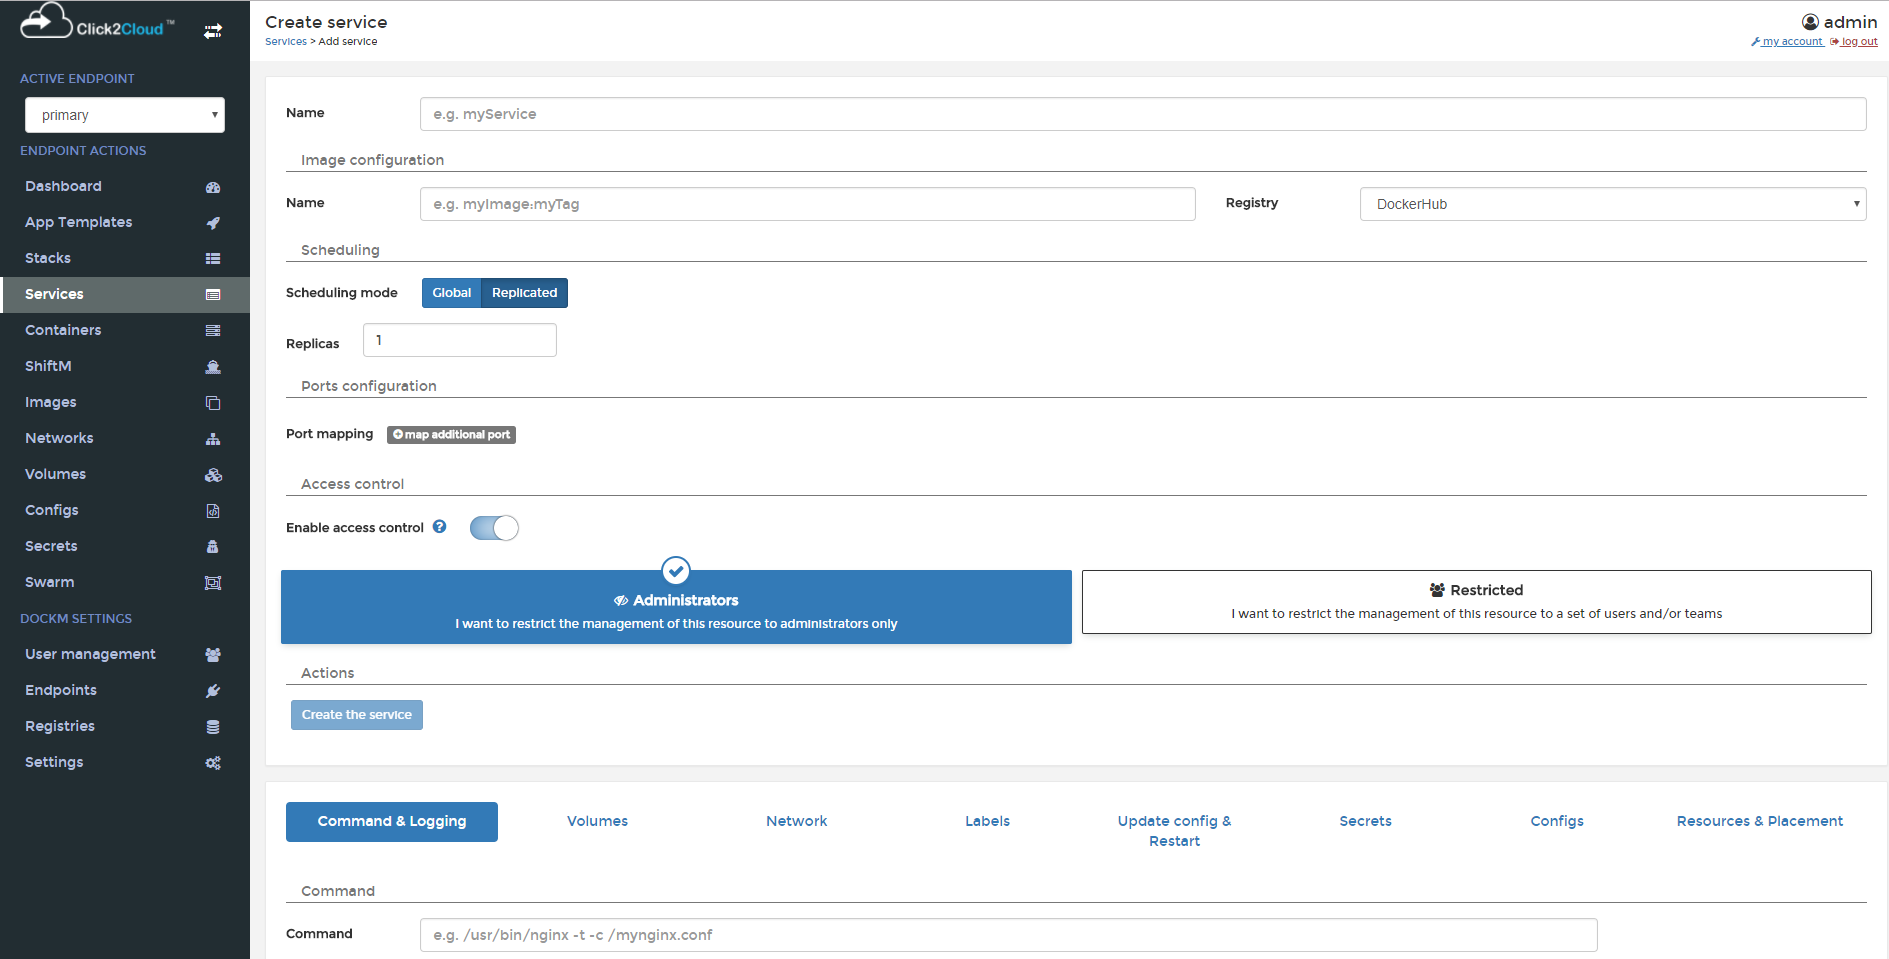 Click2Cloud™
ACTIVE ENDPOINT
primary
ENDPOINT ACTIONS
Dashboard
App Templates
Stacks
Services
Containers
ShiftM
Images
Networks
Volumes
Configs
Secrets
Swarm
DOCKM SETTINGS
User management
Endpoints
Registries
Settings
Create service
Services > Add service
admin
my account log out
Name e.g. myService
Image configuration
Name e.g. myImage:myTag Registry DockerHub
Scheduling
Scheduling mode Global Replicated
Replicas 1
Ports configuration
Port mapping map additional port
Access control
Enable access control ?
Administrators
I want to restrict the management of this resource to administrators only
Restricted
I want to restrict the management of this resource to a set of users and/or teams
Actions
Create the service
Command & Logging Volumes Network Labels Update config & Restart Secrets Configs Resources & Placement
Command
Command e.g. /usr/bin/nginx -t -c /mynginx.conf